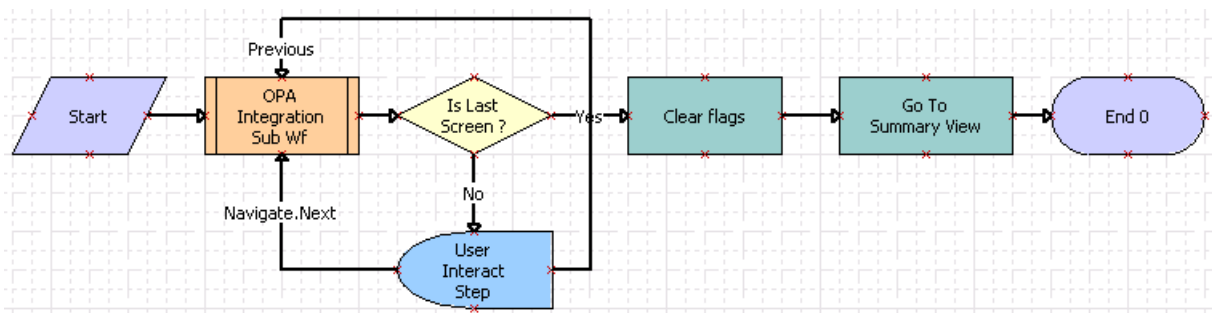 Previous
Start
OPA
Integration
Sub Wf
Is Last
Screen ?
Yes
Clear flags
Go To
Summary View
End 0
No
Navigate.Next
User
Interact
Step